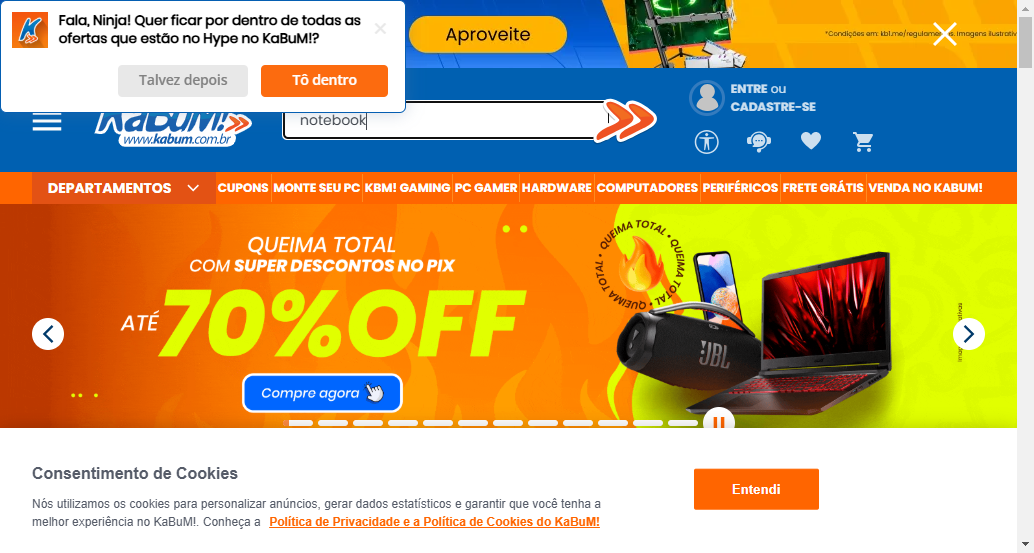 Fala, Ninja! Quer ficar por dentro de todas as
ofertas que estão no Hype no KaBuM!?
Talvez depois
Tô dentro
Aproveite
*Condições em: kb1.me/regulamentos. Imagens ilustrativ
KaBuM!
www.kabum.com.br
notebook
ENTRE ou
CADASTRE-SE
DEPARTAMENTOS
CUPONS
MONTE SEU PC
KBM! GAMING
PC GAMER
HARDWARE
COMPUTADORES
PERIFÉRICOS
FRETE GRÁTIS
VENDA NO KABUM!
QUEIMA TOTAL
COM SUPER DESCONTOS NO PIX
ATÉ 70%OFF
Compre agora
QUEIMA TOTAL • QUEIMA TOTAL • QUEIMA TOTAL •
JBL
Consentimento de Cookies
Nós utilizamos os cookies para personalizar anúncios, gerar dados estatísticos e garantir que você tenha a
melhor experiência no KaBuM!. Conheça a Política de Privacidade e a Política de Cookies do KaBuM!
Entendi